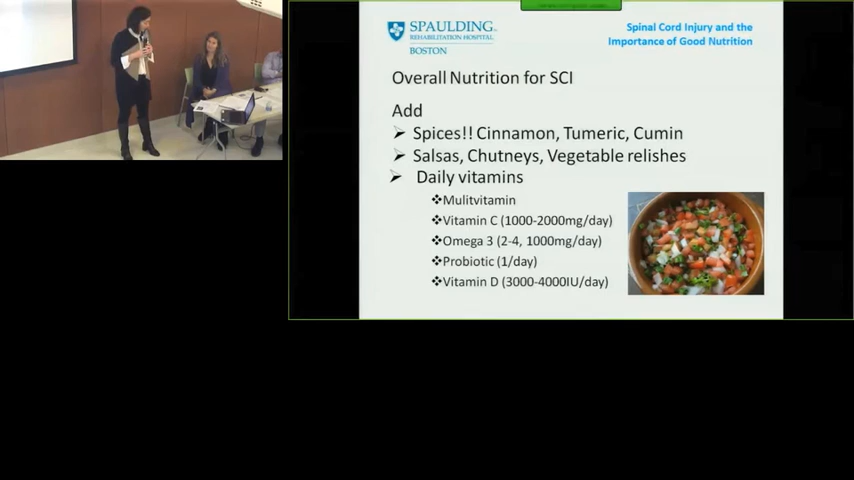 SPAULDING
REHABILITATION HOSPITAL
BOSTON
Spinal Cord Injury and the
Importance of Good Nutrition
Overall Nutrition for SCI
Add
➢ Spices!! Cinnamon, Tumeric, Cumin
➢ Salsas, Chutneys, Vegetable relishes
➢ Daily vitamins
❖Mulitvitamin
❖Vitamin C (1000-2000mg/day)
❖Omega 3 (2-4, 1000mg/day)
❖Probiotic (1/day)
❖Vitamin D (3000-4000IU/day)